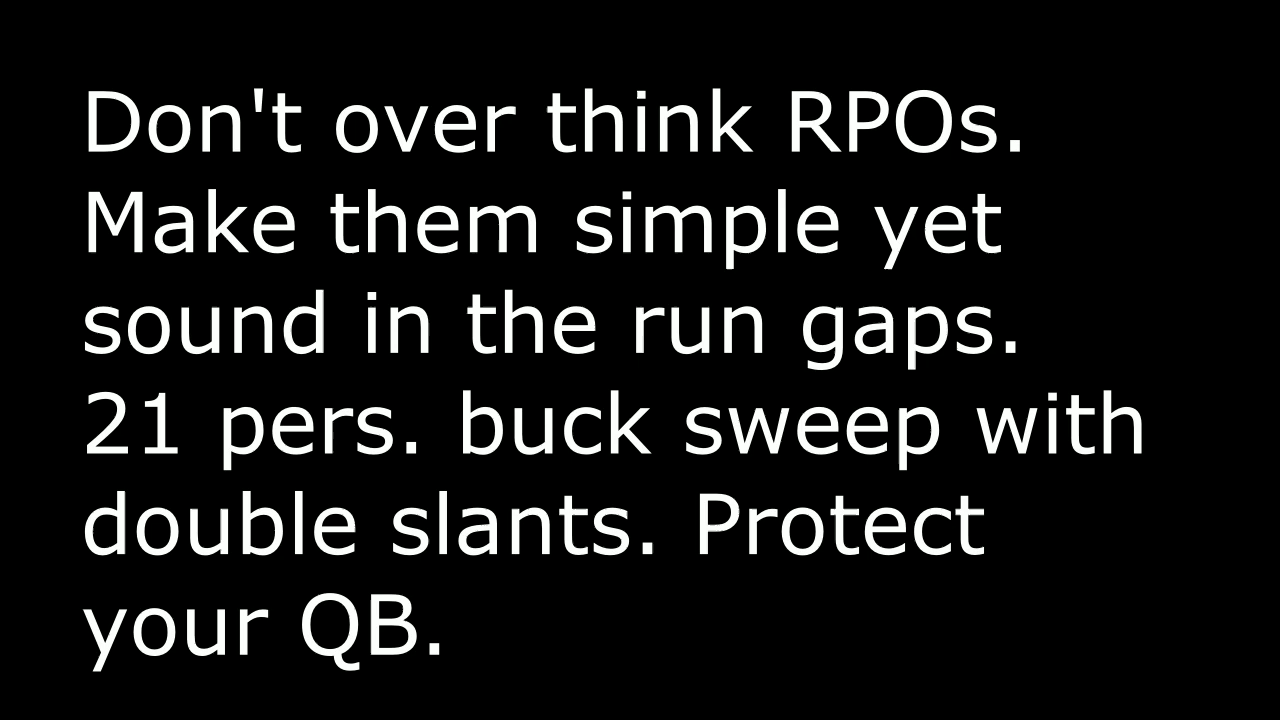 Don't over think RPOs.
Make them simple yet
sound in the run gaps.
21 pers. buck sweep with
double slants. Protect
your QB.